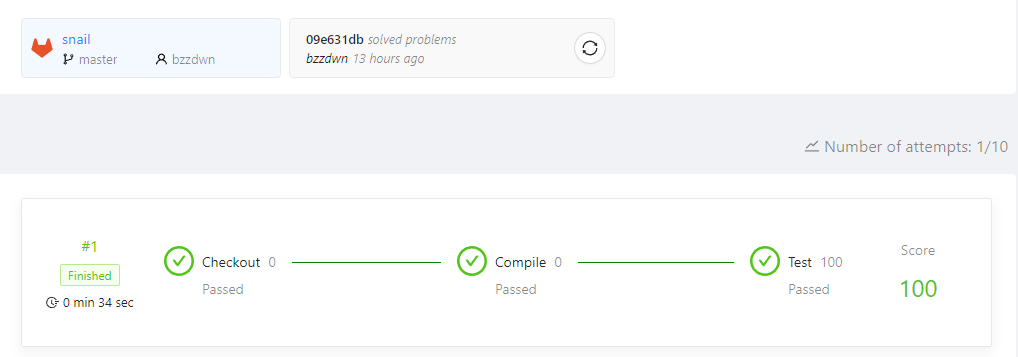 snail
master bzzdwn
09e631db solved problems
bzzdwn 13 hours ago
Number of attempts: 1/10
#1
Finished
0 min 34 sec
Checkout 0
Passed
Compile 0
Passed
Test 100
Passed
Score
100